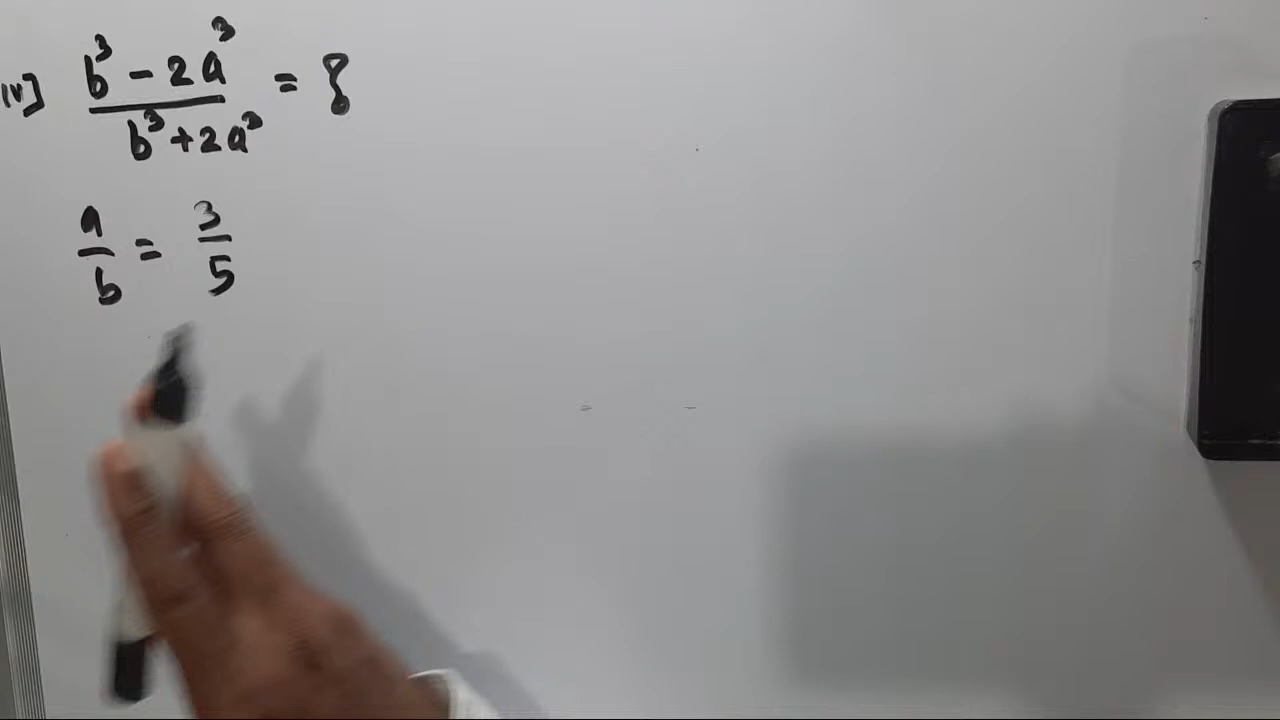 iv] b³ - 2a³ / b³ + 2a³ = ?
a/b = 3/5